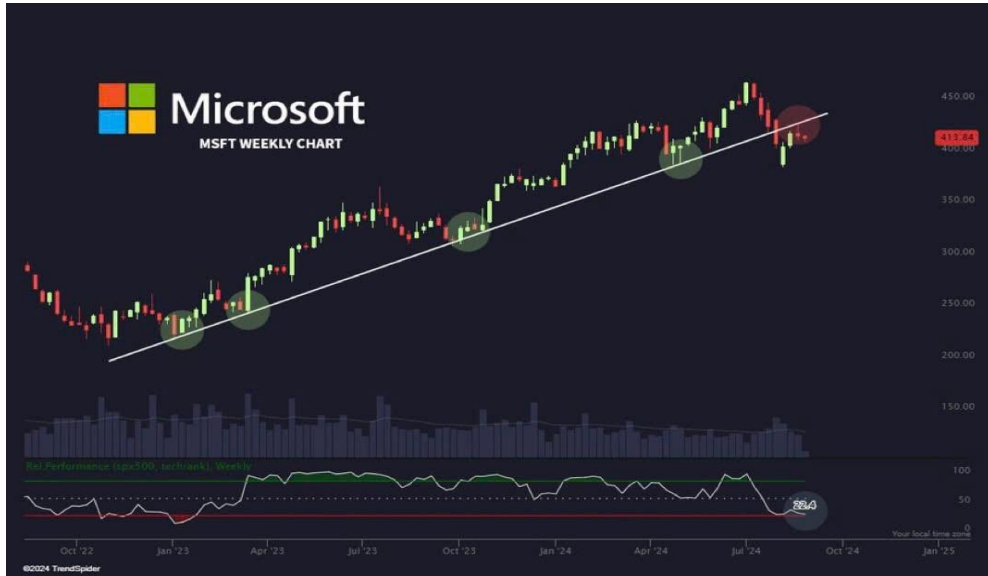 Microsoft
MSFT WEEKLY CHART
450.00
413.84
400.00
350.00
300.00
250.00
200.00
150.00
Rel.Performance (spx500, techrank), Weekly
100
50
0
Your local time zone
Oct '22 Jan '23 Apr '23 Jul '23 Oct '23 Jan '24 Apr '24 Jul '24 Oct '24 Jan '25
©2024 TrendSpider